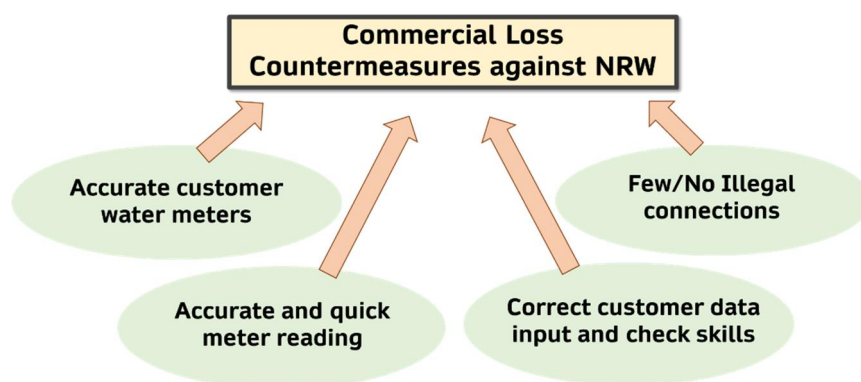 Commercial Loss
Countermeasures against NRW
Accurate customer
water meters
Few/No Illegal
connections
Accurate and quick
meter reading
Correct customer data
input and check skills